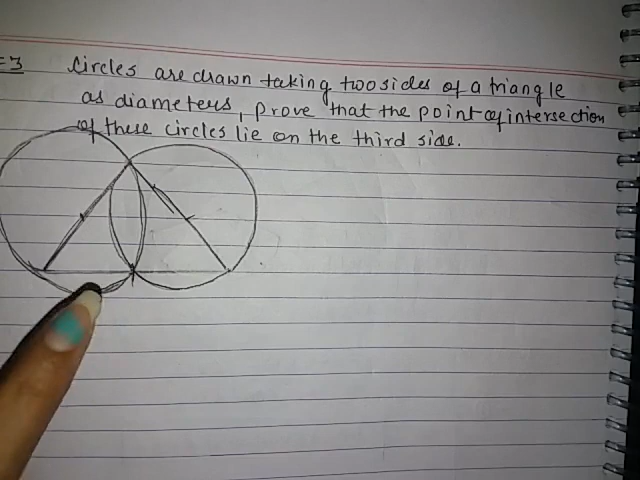 =3 Circles are drawn taking two sides of a triangle
as diameters, prove that the point of intersection
of these circles lie on the third side.